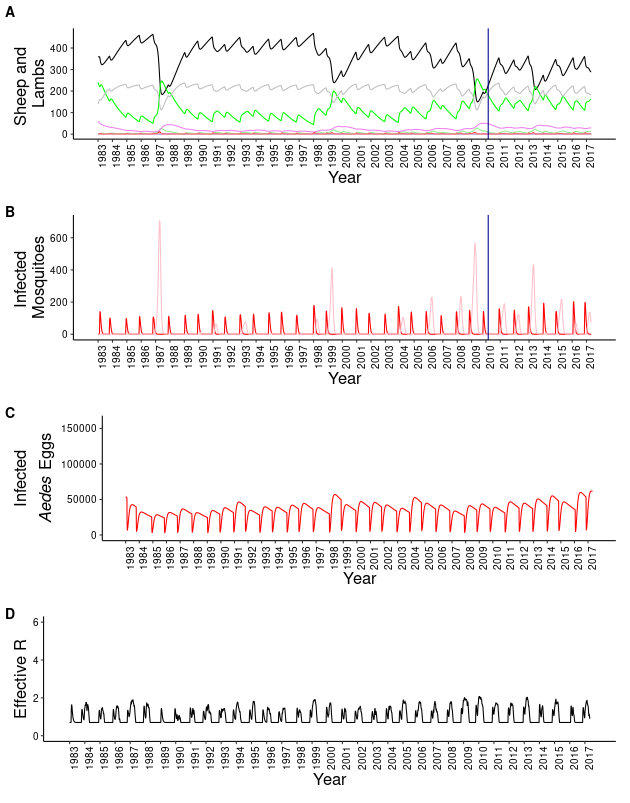 A
Sheep and
Lambs
400
300
200
100
0
1983 1984 1985 1986 1987 1988 1989 1990 1991 1992 1993 1994 1995 1996 1997 1998 1999 2000 2001 2002 2003 2004 2005 2006 2007 2008 2009 2010 2011 2012 2013 2014 2015 2016 2017
Year
B
Infected
Mosquitoes
600
400
200
0
1983 1984 1985 1986 1987 1988 1989 1990 1991 1992 1993 1994 1995 1996 1997 1998 1999 2000 2001 2002 2003 2004 2005 2006 2007 2008 2009 2010 2011 2012 2013 2014 2015 2016 2017
Year
C
Infected
Aedes Eggs
150000
100000
50000
0
1983 1984 1985 1986 1987 1988 1989 1990 1991 1992 1993 1994 1995 1996 1997 1998 1999 2000 2001 2002 2003 2004 2005 2006 2007 2008 2009 2010 2011 2012 2013 2014 2015 2016 2017
Year
D
Effective R
6
4
2
0
1983 1984 1985 1986 1987 1988 1989 1990 1991 1992 1993 1994 1995 1996 1997 1998 1999 2000 2001 2002 2003 2004 2005 2006 2007 2008 2009 2010 2011 2012 2013 2014 2015 2016 2017
Year